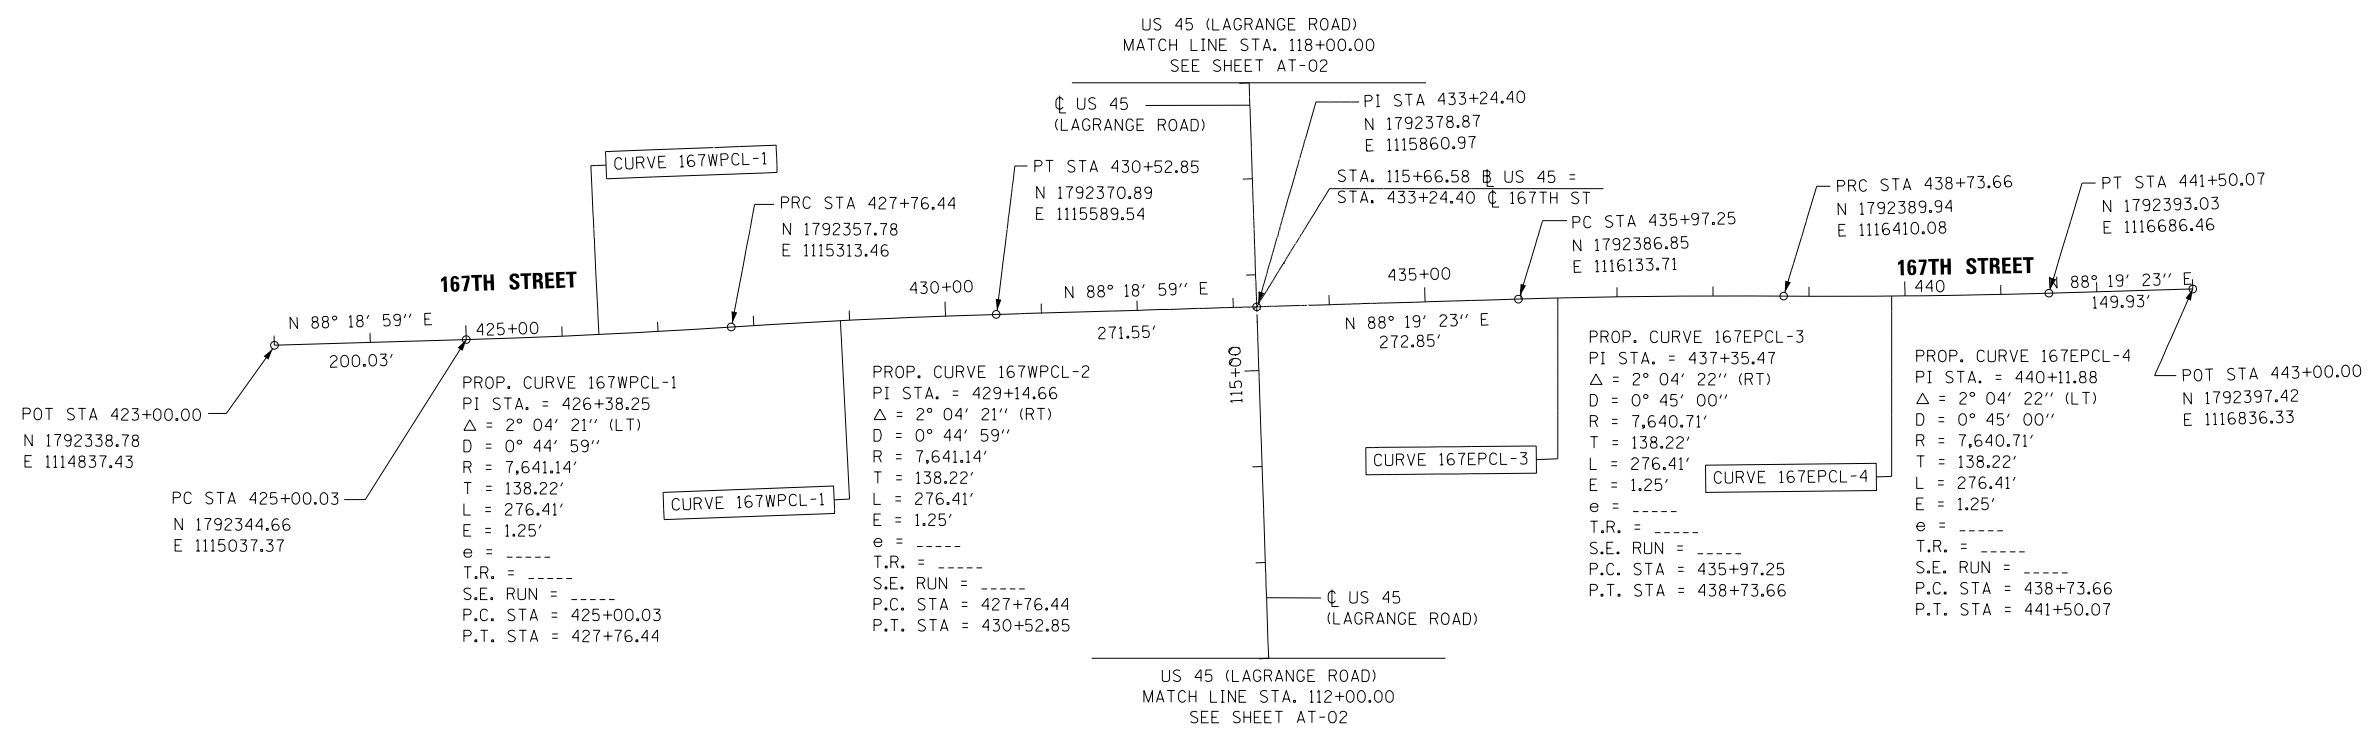 US 45 (LAGRANGE ROAD)
MATCH LINE STA. 118+00.00
SEE SHEET AT-02
℄ US 45
(LAGRANGE ROAD)
PI STA 433+24.40
N 1792378.87
E 1115860.97
STA. 115+66.58 ⅊ US 45 =
STA. 433+24.40 ℄ 167TH ST
CURVE 167WPCL-1
PRC STA 427+76.44
N 1792357.78
E 1115313.46
PT STA 430+52.85
N 1792370.89
E 1115589.54
PC STA 435+97.25
N 1792386.85
E 1116133.71
PRC STA 438+73.66
N 1792389.94
E 1116410.08
PT STA 441+50.07
N 1792393.03
E 1116686.46
167TH STREET
167TH STREET
N 88° 18' 59'' E
200.03'
425+00
430+00
N 88° 18' 59'' E
271.55'
435+00
N 88° 19' 23'' E
272.85'
440
N 88° 19' 23'' E
149.93'
115+00
POT STA 423+00.00
N 1792338.78
E 1114837.43
PC STA 425+00.03
N 1792344.66
E 1115037.37
PROP. CURVE 167WPCL-1
PI STA. = 426+38.25
△ = 2° 04' 21'' (LT)
D = 0° 44' 59''
R = 7,641.14'
T = 138.22'
L = 276.41'
E = 1.25'
e = _____
T.R. = _____
S.E. RUN = _____
P.C. STA = 425+00.03
P.T. STA = 427+76.44
CURVE 167WPCL-1
PROP. CURVE 167WPCL-2
PI STA. = 429+14.66
△ = 2° 04' 21'' (RT)
D = 0° 44' 59''
R = 7,641.14'
T = 138.22'
L = 276.41'
E = 1.25'
e = _____
T.R. = _____
S.E. RUN = _____
P.C. STA = 427+76.44
P.T. STA = 430+52.85
CURVE 167EPCL-3
PROP. CURVE 167EPCL-3
PI STA. = 437+35.47
△ = 2° 04' 22'' (RT)
D = 0° 45' 00''
R = 7,640.71'
T = 138.22'
L = 276.41'
E = 1.25'
e = _____
T.R. = _____
S.E. RUN = _____
P.C. STA = 435+97.25
P.T. STA = 438+73.66
CURVE 167EPCL-4
PROP. CURVE 167EPCL-4
PI STA. = 440+11.88
△ = 2° 04' 22'' (LT)
D = 0° 45' 00''
R = 7,640.71'
T = 138.22'
L = 276.41'
E = 1.25'
e = _____
T.R. = _____
S.E. RUN = _____
P.C. STA = 438+73.66
P.T. STA = 441+50.07
POT STA 443+00.00
N 1792397.42
E 1116836.33
℄ US 45
(LAGRANGE ROAD)
US 45 (LAGRANGE ROAD)
MATCH LINE STA. 112+00.00
SEE SHEET AT-02